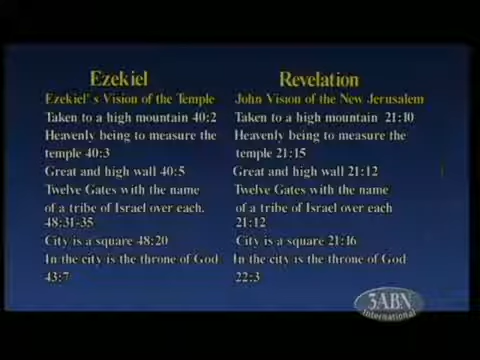 Ezekiel
Ezekiel's Vision of the Temple
Taken to a high mountain 40:2
Heavenly being to measure the
temple 40:3
Great and high wall 40:5
Twelve Gates with the name
of a tribe of Israel over each.
48:31-35
City is a square 48:20
In the city is the throne of God
43:7
Revelation
John Vision of the New Jerusalem
Taken to a high mountain 21:10
Heavenly being to measure the
temple 21:15
Great and high wall 21:12
Twelve Gates with the name
of a tribe of Israel over each
21:12
City is a square 21:16
In the city is the throne of God
22:3
3ABN
International